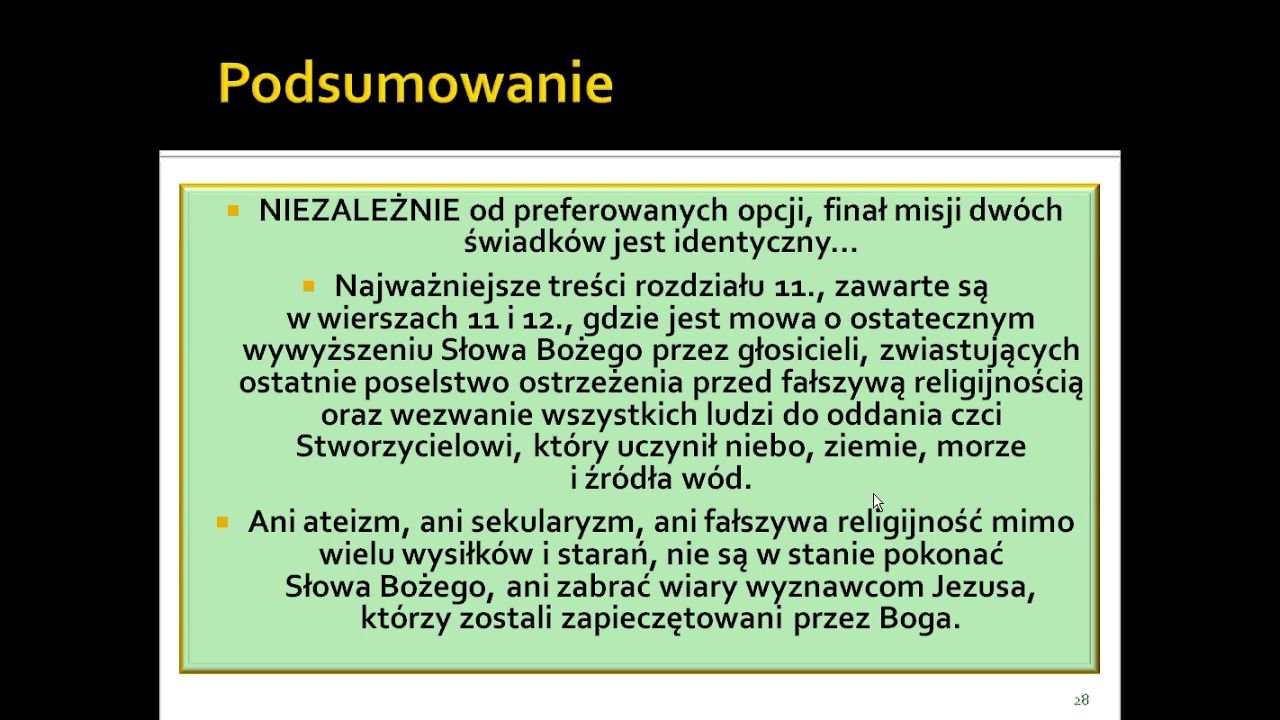 Podsumowanie
NIEZALEŻNIE od preferowanych opcji, finał misji dwóch
świadków jest identyczny...
Najważniejsze treści rozdziału 11., zawarte są
w wierszach 11 i 12., gdzie jest mowa o ostatecznym
wywyższeniu Słowa Bożego przez głosicieli, zwiastujących
ostatnie poselstwo ostrzeżenia przed fałszywą religijnością
oraz wezwanie wszystkich ludzi do oddania czci
Stworzycielowi, który uczynił niebo, ziemie, morze
i źródła wód.
Ani ateizm, ani sekularyzm, ani fałszywa religijność mimo
wielu wysiłków i starań, nie są w stanie pokonać
Słowa Bożego, ani zabrać wiary wyznawcom Jezusa,
którzy zostali zapieczętowani przez Boga.
28